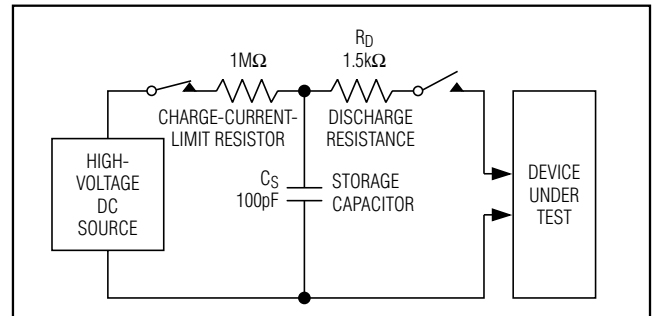 R_D
1MΩ
1.5kΩ
CHARGE-CURRENT-
LIMIT RESISTOR
DISCHARGE
RESISTANCE
HIGH-
VOLTAGE
DC
SOURCE
C_S
100pF
STORAGE
CAPACITOR
DEVICE
UNDER
TEST